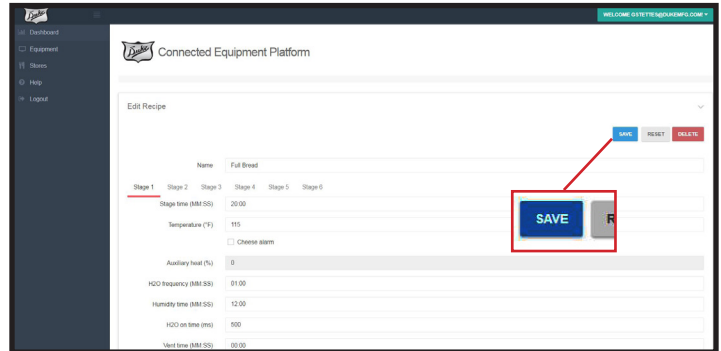 Duke
WELCOME GSTETTIES@DUKEMFG.COM!
Dashboard
Equipment
Stores
Help
Logout
Duke
Connected Equipment Platform
Edit Recipe
SAVE RESET DELETE
Name Full Bread
Stage 1 Stage 2 Stage 3 Stage 4 Stage 5 Stage 6
Stage time (MM:SS) 20:00
Temperature (°F) 115
Cheese alarm
SAVE R
Auxiliary heat (%) 0
H2O frequency (MM:SS) 01:00
Humidity time (MM:SS) 12:00
H2O on time (ms) 500
Vent time (MM:SS) 00:00